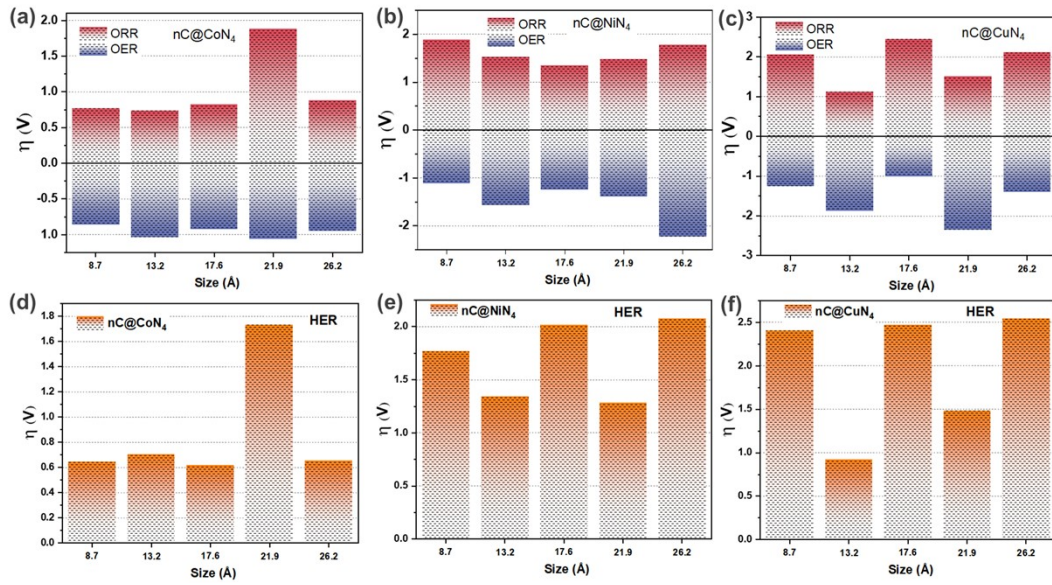 (a)
ORR
OER
nC@CoN₄
2.0
1.5
1.0
0.5
0.0
-0.5
1.0
η (V)
8.7 13.2 17.6 21.9 26.2
Size (Å)
(b)
ORR
OER
nC@NiN₄
2
1
0
-1
-2
η (V)
8.7 13.2 17.6 21.9 26.2
Size (Å)
(c)
ORR
OER
nC@CuN₄
3
2
1
0
-1
-2
-3
η (V)
8.7 13.2 17.6 21.9 26.2
Size (Å)
(d)
nC@CoN₄
HER
1.8
1.6
1.4
1.2
1.0
0.8
0.6
0.4
0.2
0.0
η (V)
8.7 13.2 17.6 21.9 26.2
Size (Å)
(e)
nC@NiN₄
HER
2.0
1.5
1.0
0.5
0.0
η (V)
8.7 13.2 17.6 21.9 26.2
Size (Å)
(f)
nC@CuN₄
HER
2.5
2.0
1.5
1.0
0.5
0.0
η (V)
8.7 13.2 17.6 21.9 26.2
Size (Å)